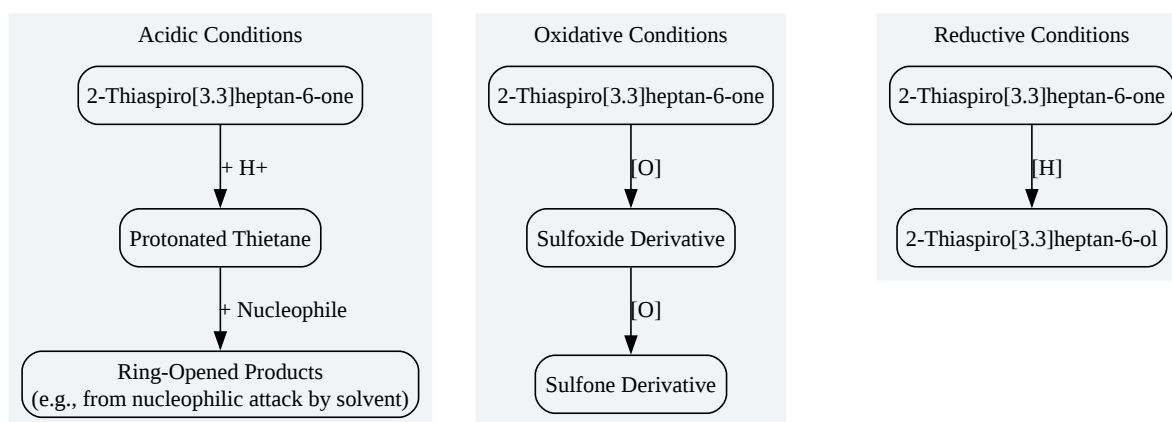 Acidic Conditions
2-Thiaspiro[3.3]heptan-6-one
+ H+
Protonated Thietane
+ Nucleophile
Ring-Opened Products
(e.g., from nucleophilic attack by solvent)
Oxidative Conditions
2-Thiaspiro[3.3]heptan-6-one
[O]
Sulfoxide Derivative
[O]
Sulfone Derivative
Reductive Conditions
2-Thiaspiro[3.3]heptan-6-one
[H]
2-Thiaspiro[3.3]heptan-6-ol